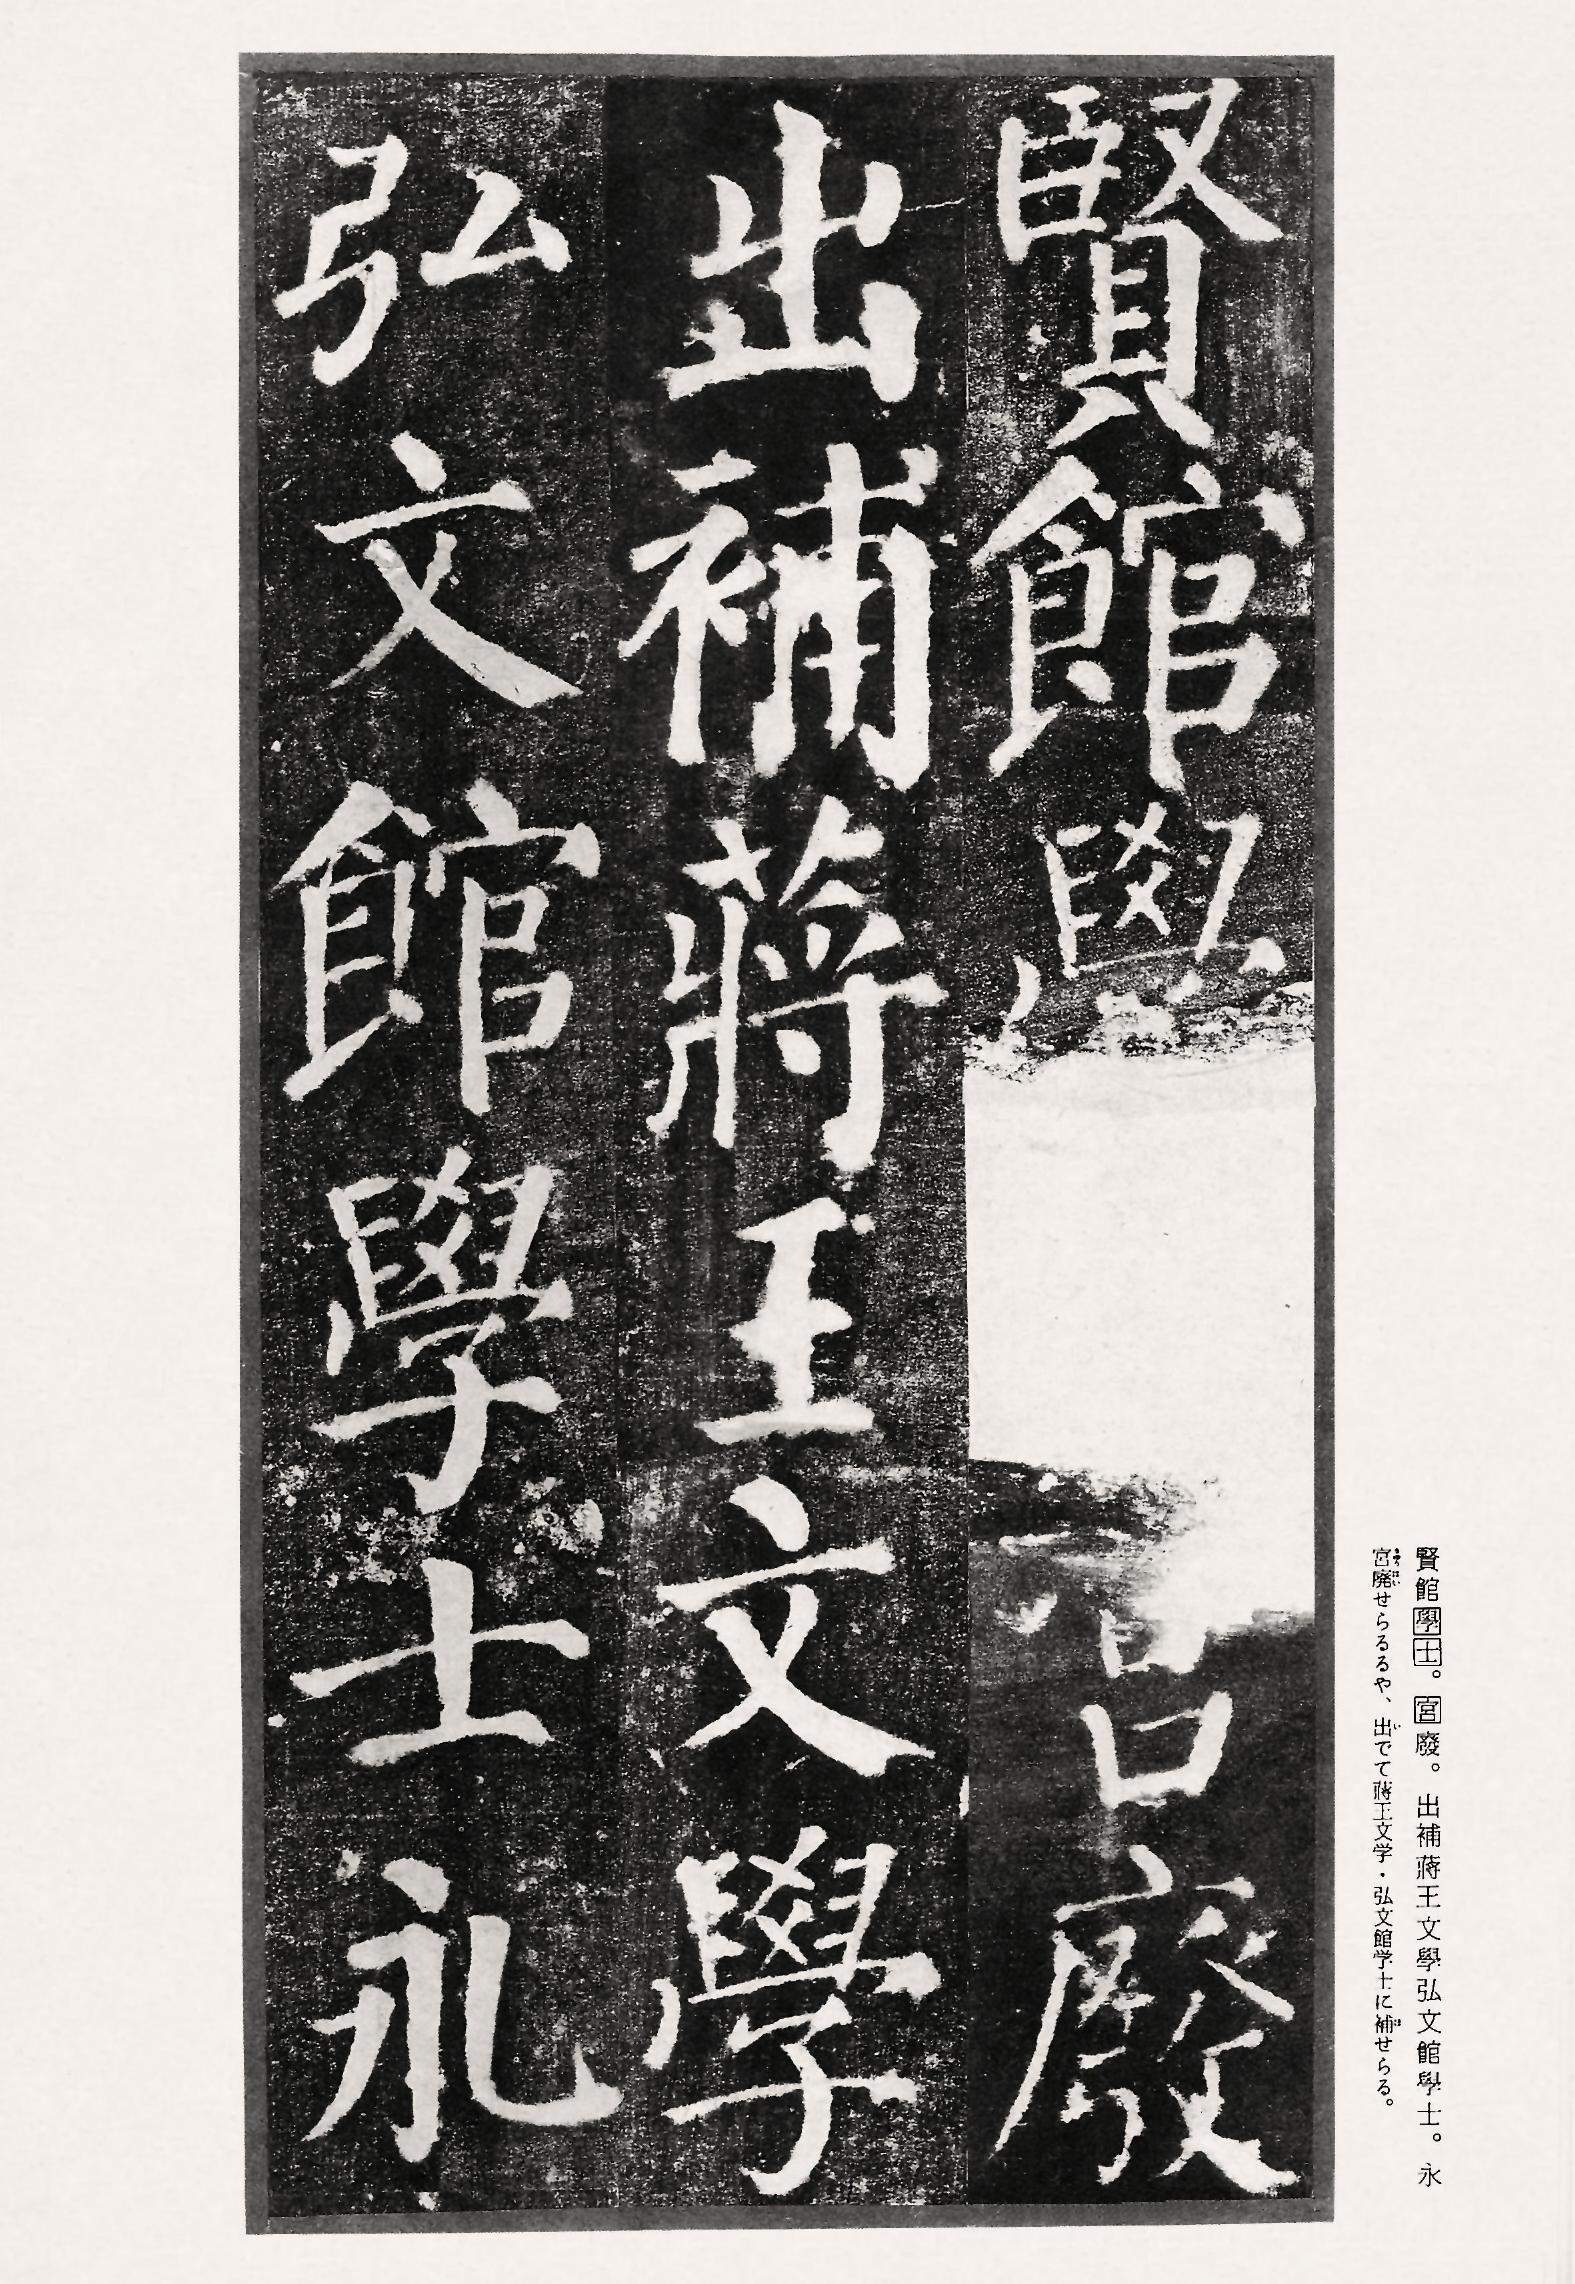 賢館學宮廢
出補蔣王文學
弘文館學士永
賢館學士。宮廢。出補蔣王文學弘文館學士。永
宮廃せらるるや、出でて蔣王文学・弘文館学士に補せらる。